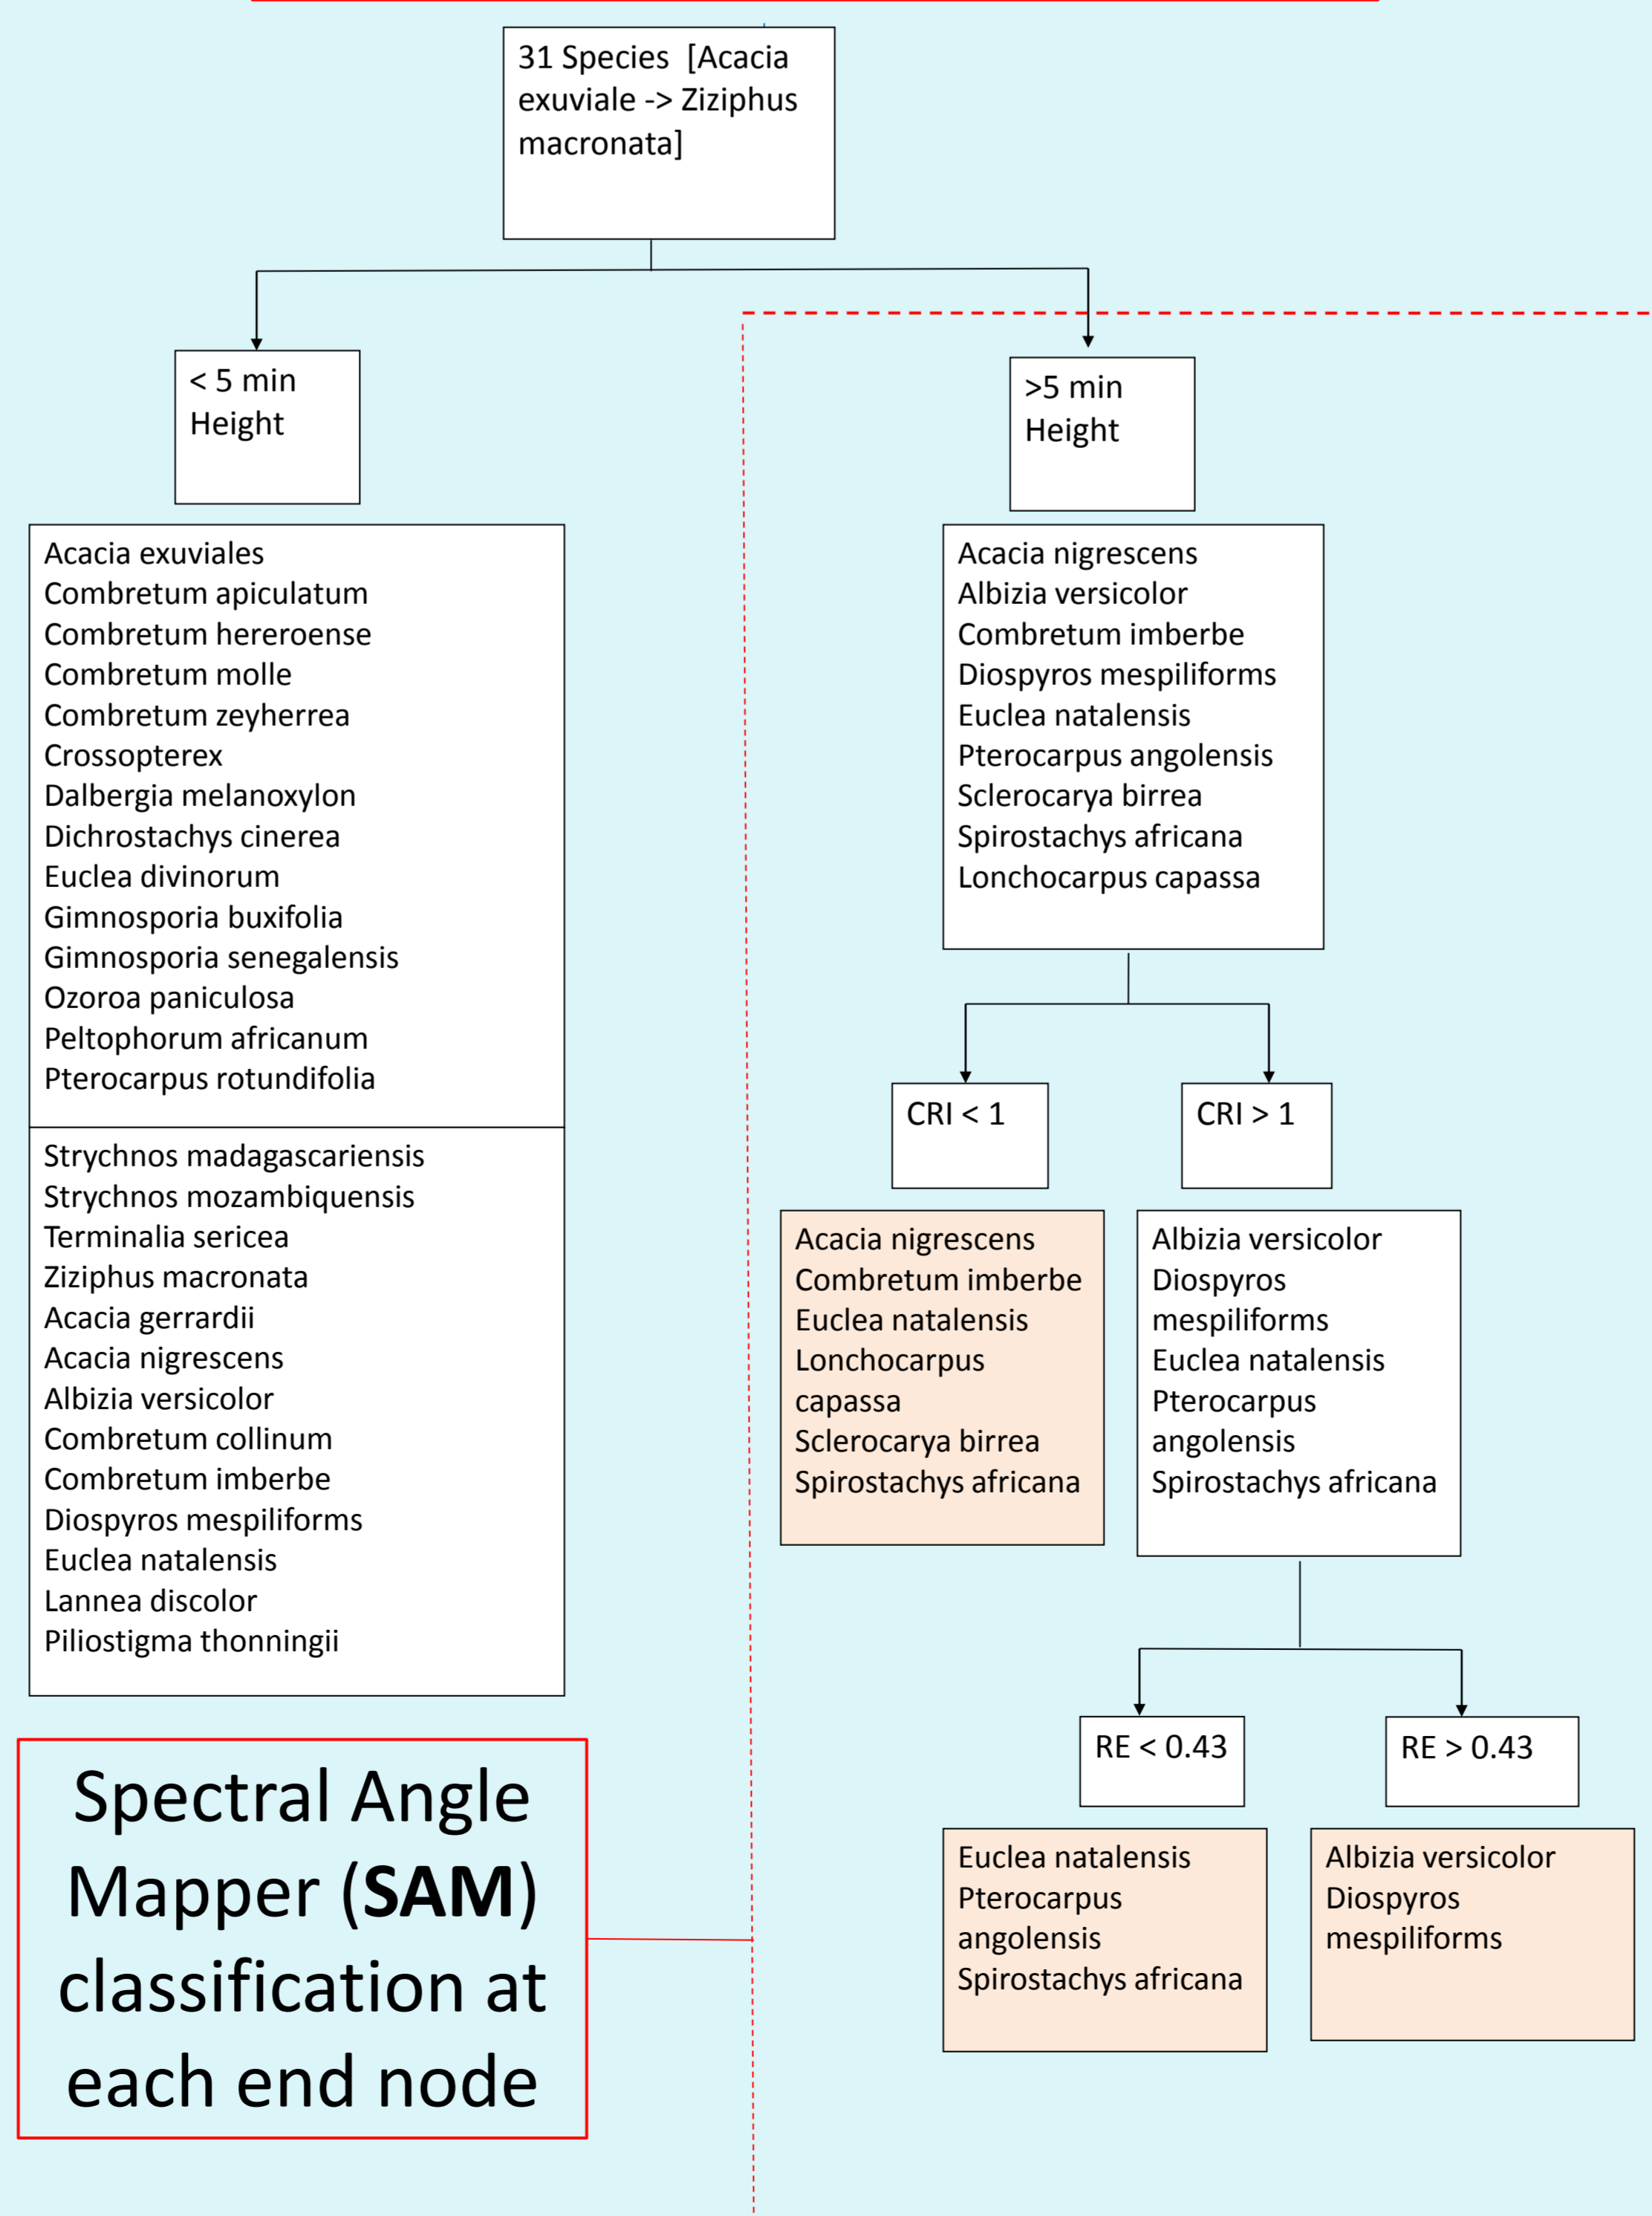 31 Species [Acacia
exuviale -> Ziziphus
macronata]
< 5 min
Height
>5 min
Height
Acacia exuviales
Combretum apiculatum
Combretum hereroense
Combretum molle
Combretum zeyherrea
Crossopterex
Dalbergia melanoxylon
Dichrostachys cinerea
Euclea divinorum
Gimnosporia buxifolia
Gimnosporia senegalensis
Ozoroa paniculosa
Peltophorum africanum
Pterocarpus rotundifolia
Strychnos madagascariensis
Strychnos mozambiquensis
Terminalia sericea
Ziziphus macronata
Acacia gerrardii
Acacia nigrescens
Albizia versicolor
Combretum collinum
Combretum imberbe
Diospyros mespiliforms
Euclea natalensis
Lannea discolor
Piliostigma thonningii
Acacia nigrescens
Albizia versicolor
Combretum imberbe
Diospyros mespiliforms
Euclea natalensis
Pterocarpus angolensis
Sclerocarya birrea
Spirostachys africana
Lonchocarpus capassa
CRI < 1
CRI > 1
Acacia nigrescens
Combretum imberbe
Euclea natalensis
Lonchocarpus
capassa
Sclerocarya birrea
Spirostachys africana
Albizia versicolor
Diospyros
mespiliforms
Euclea natalensis
Pterocarpus
angolensis
Spirostachys africana
RE < 0.43
RE > 0.43
Euclea natalensis
Pterocarpus
angolensis
Spirostachys africana
Albizia versicolor
Diospyros
mespiliforms
Spectral Angle
Mapper (SAM)
classification at
each end node